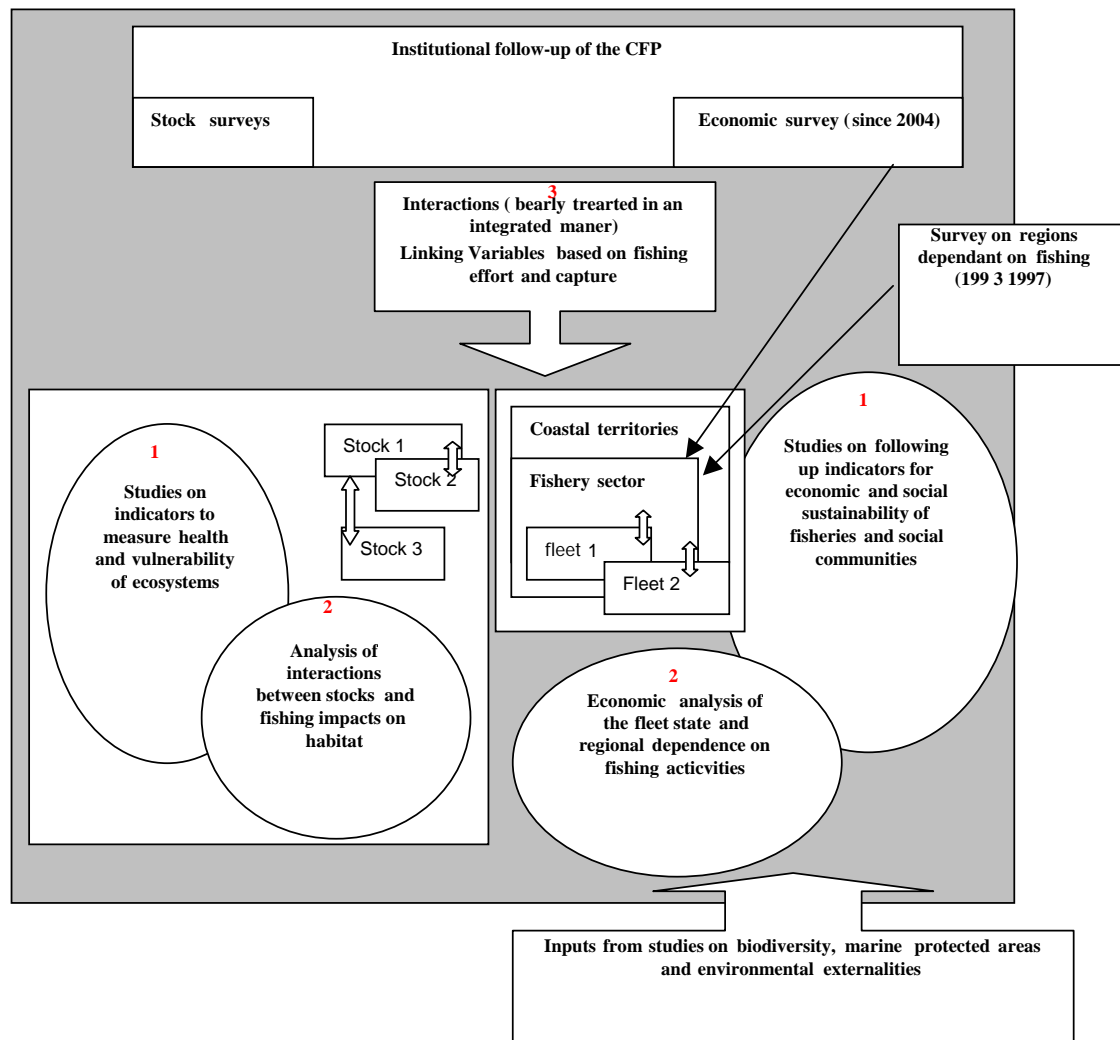 Institutional follow-up of the CFP
Stock surveys
Economic survey (since 2004)
3
Interactions ( bearly trearted in an
integrated maner)
Linking Variables based on fishing
effort and capture
Survey on regions
dependant on fishing
(199 3 1997)
1
Studies on
indicators to
measure health
and vulnerability
of ecosystems
Stock 1
Stock 2
Stock 3
2
Analysis of
interactions
between stocks and
fishing impacts on
habitat
Coastal territories
Fishery sector
fleet 1
Fleet 2
1
Studies on following
up indicators for
economic and social
sustainability of
fisheries and social
communities
2
Economic analysis of
the fleet state and
regional dependence on
fishing acticvities
Inputs from studies on biodiversity, marine protected areas
and environmental externalities